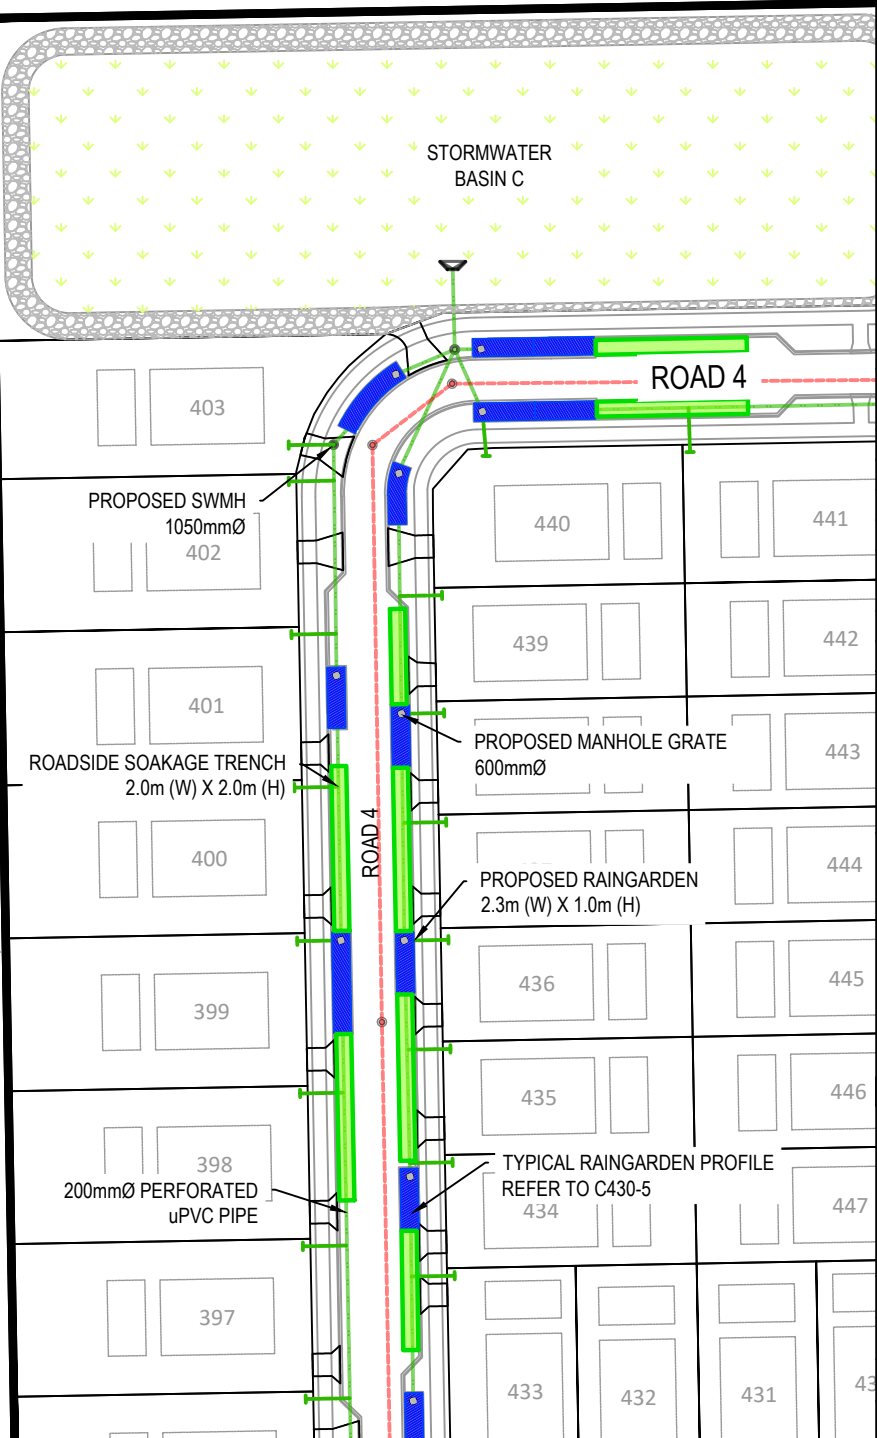 STORMWATER
BASIN C
ROAD 4
403
PROPOSED SWMH
1050mmØ
402
440
441
439
442
401
ROADSIDE SOAKAGE TRENCH
2.0m (W) X 2.0m (H)
PROPOSED MANHOLE GRATE
600mmØ
443
ROAD 4
400
PROPOSED RAINGARDEN
2.3m (W) X 1.0m (H)
444
436
445
399
435
446
398
TYPICAL RAINGARDEN PROFILE
REFER TO C430-5
200mmØ PERFORATED
uPVC PIPE
434
447
397
433
432
431